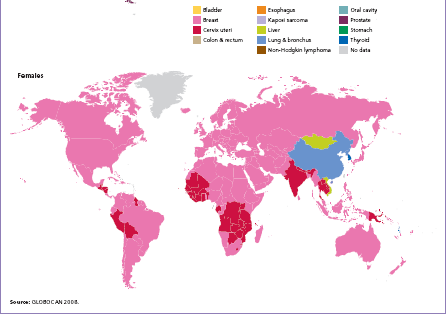 Bladder
Breast
Cervix uteri
Colon & rectum
Esophagus
Kaposi sarcoma
Liver
Lung & bronchus
Non-Hodgkin lymphoma
Oral cavity
Prostate
Stomach
Thyroid
No data
Females
Source: GLOBOCAN 2008.